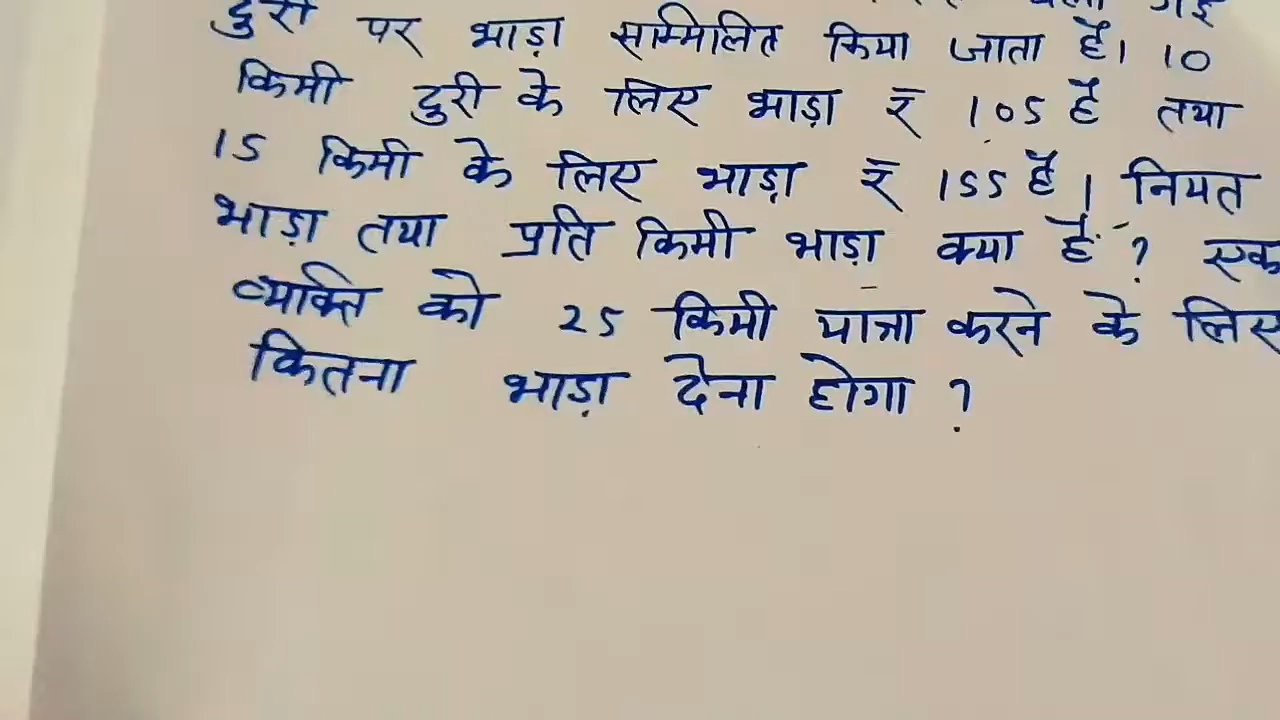 पर भाड़ा सम्मिलित किया जाता है। 10
किमी दुरी के लिए भाड़ा ₹ 105 है तथा
15 किमी के लिए भाड़ा ₹ 155 है। नियत
भाड़ा तथा प्रति किमी भाड़ा क्या है? एक
व्यक्ति को 25 किमी यात्रा करने के लिए
कितना भाड़ा देना होगा ?